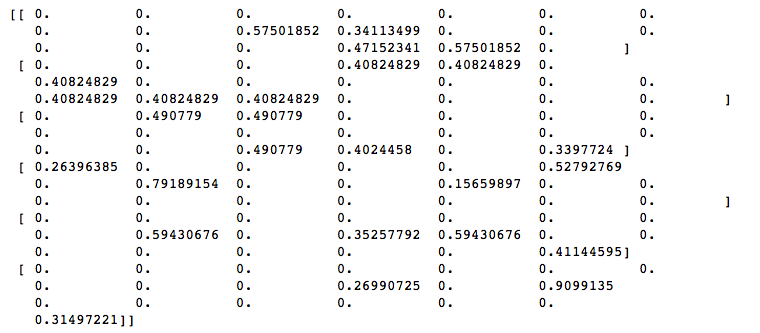 [[ 0. 0. 0. 0. 0. 0. 0.
0. 0. 0.57501852 0.34113499 0. 0. 0.
0. 0. 0. 0.47152341 0.57501852 0. ]
[ 0. 0. 0. 0.40824829 0.40824829 0.
0.40824829 0. 0. 0. 0. 0. 0.
0.40824829 0.40824829 0.40824829 0. 0. 0. 0. ]
[ 0. 0.490779 0.490779 0. 0. 0.
0. 0. 0. 0. 0. 0. 0.
0. 0. 0.490779 0.4024458 0. 0.3397724 ]
[ 0.26396385 0. 0. 0. 0. 0.52792769
0. 0.79189154 0. 0. 0.15659897 0. 0.
0. 0. 0. 0. 0. 0. 0. ]
[ 0. 0. 0. 0. 0. 0.
0. 0.59430676 0. 0.35257792 0.59430676 0. 0.
0. 0. 0. 0. 0. 0.41144595]
[ 0. 0. 0. 0. 0. 0. 0.
0. 0. 0. 0.26990725 0. 0.9099135
0. 0. 0. 0. 0. 0.
0.31497221]]